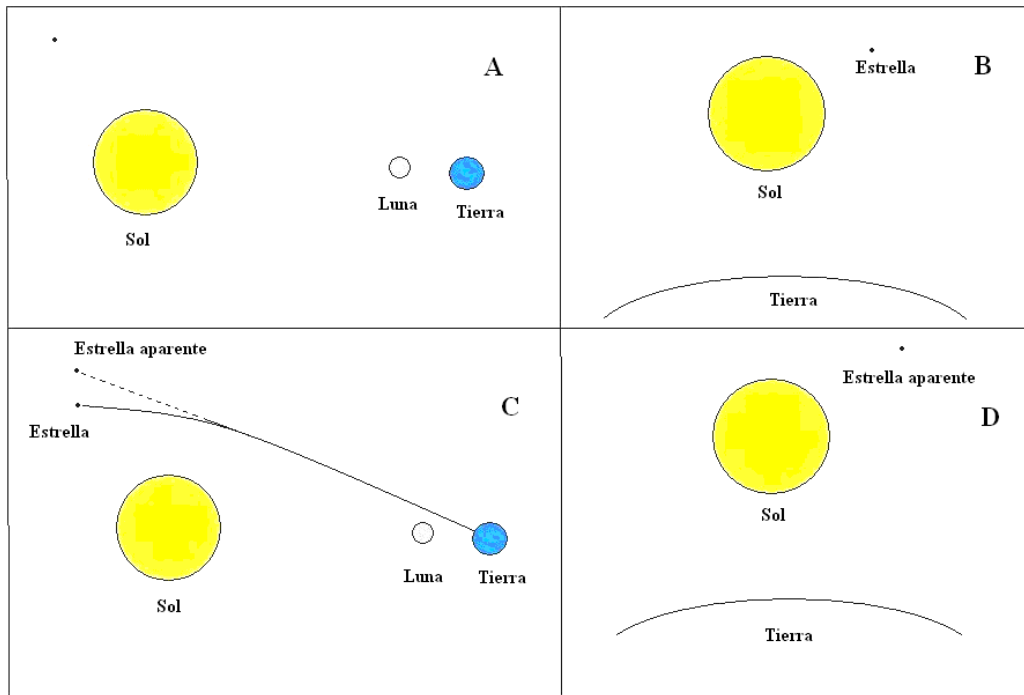 A
Sol
Luna
Tierra
B
Estrella
Sol
Tierra
Estrella aparente
C
Estrella
Sol
Luna
Tierra
Estrella aparente
D
Sol
Tierra